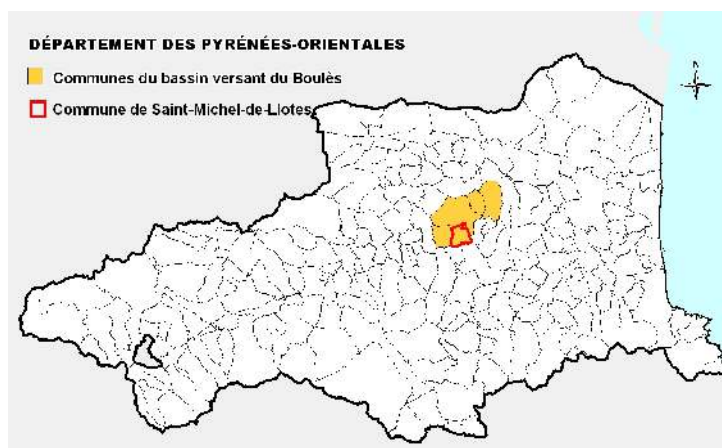 DÉPARTEMENT DES PYRÉNÉES-ORIENTALES
Communes du bassin versant du Boulès
Commune de Saint-Michel-de-Llotes
N